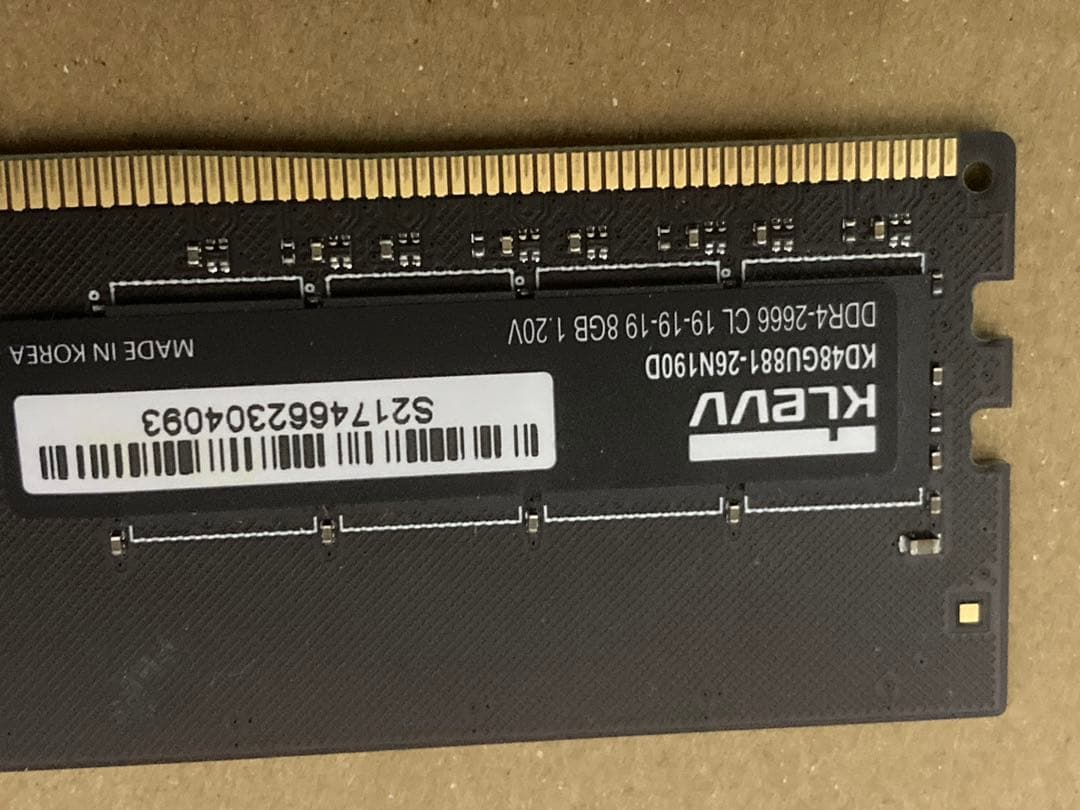 KLEVV
KD48GU881-26N190D
DDR4-2666 CL 19-19-19 8GB 1.20V
S2174662304093
MADE IN KOREA